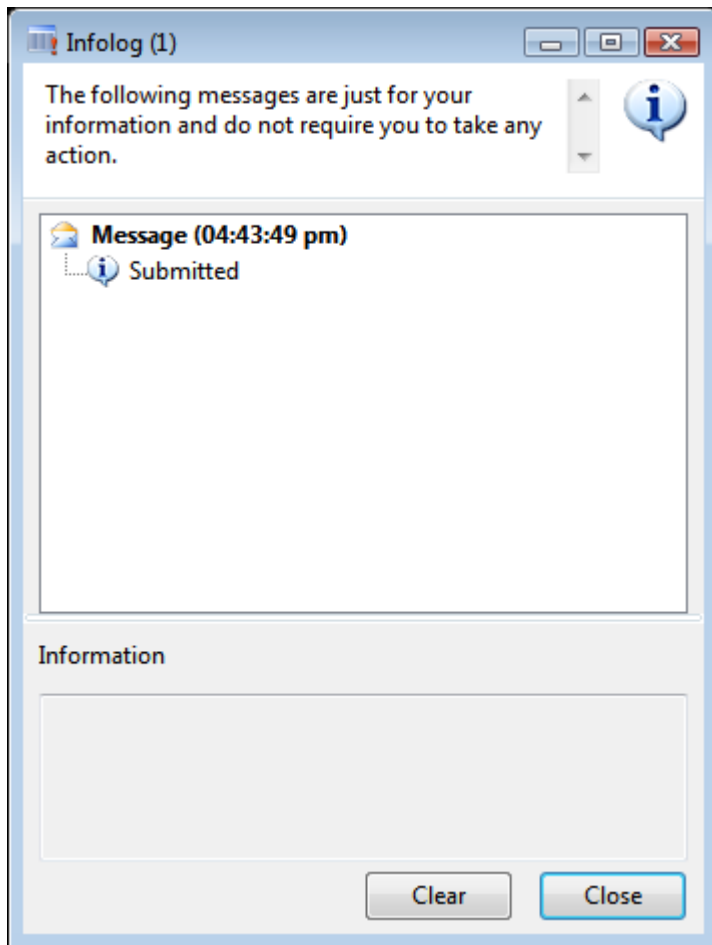 Infolog (1)
The following messages are just for your
information and do not require you to take any
action.
Message (04:43:49 pm)
Submitted
Information
Clear
Close